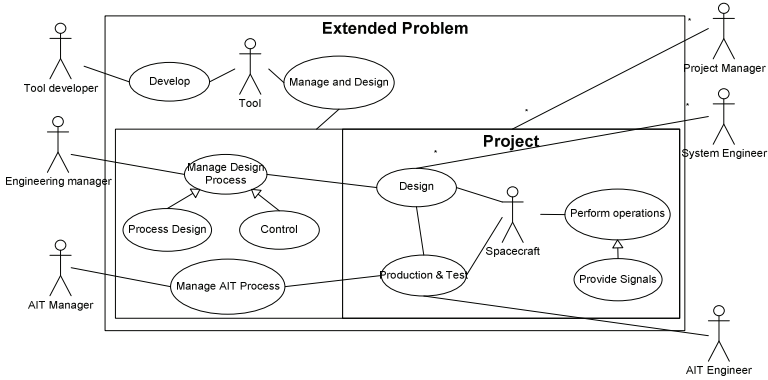 Extended Problem
*
Tool developer
Develop
Tool
Manage and Design
Project Manager
*
*
Project
*
System Engineer
Engineering manager
Manage Design
Process
Design
Process Design
Control
Spacecraft
Perform operations
AIT Manager
Manage AIT Process
Production & Test
Provide Signals
AIT Engineer